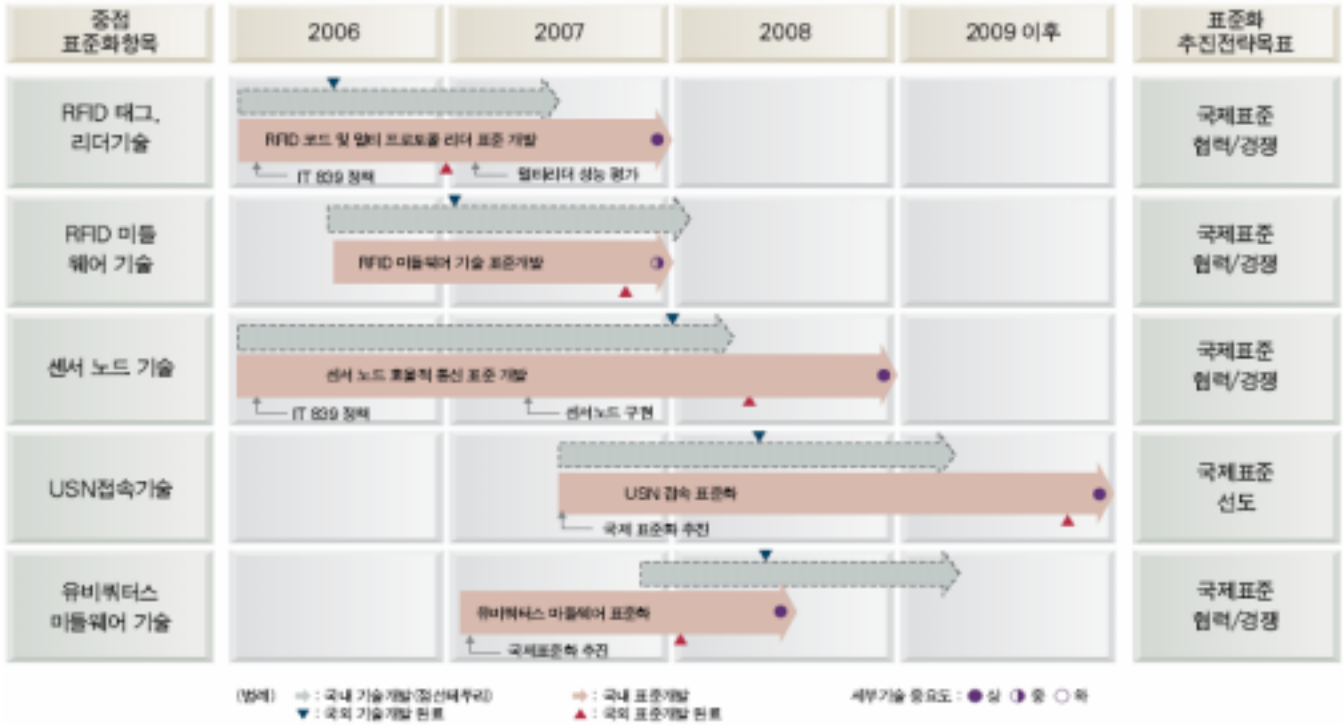 중점
표준화항목
2006
2007
2008
2009 이후
표준화
추진전략목표
RFID 태그,
리더기술
RFID 코드 및 멀티 프로토콜 리더 표준 개발
IT 839 정책
멀티리더 성능 평가
국제표준
협력/경쟁
RFID 미들
웨어 기술
RFID 미들웨어 기술 표준개발
국제표준
협력/경쟁
센서 노드 기술
센서 노드 효율적 통신 표준 개발
IT 839 정책
센서노드 구현
국제표준
협력/경쟁
USN접속기술
USN 접속 표준화
국제 표준화 추진
국제표준
선도
유비쿼터스
미들웨어 기술
유비쿼터스 미들웨어 표준화
국제표준화 추진
국제표준
협력/경쟁
(범례) : 국내 기술개발(점선테두리) : 국내 표준개발 세부기술 중요도 : 상 중 하
: 국외 기술개발 완료 : 국외 표준개발 완료